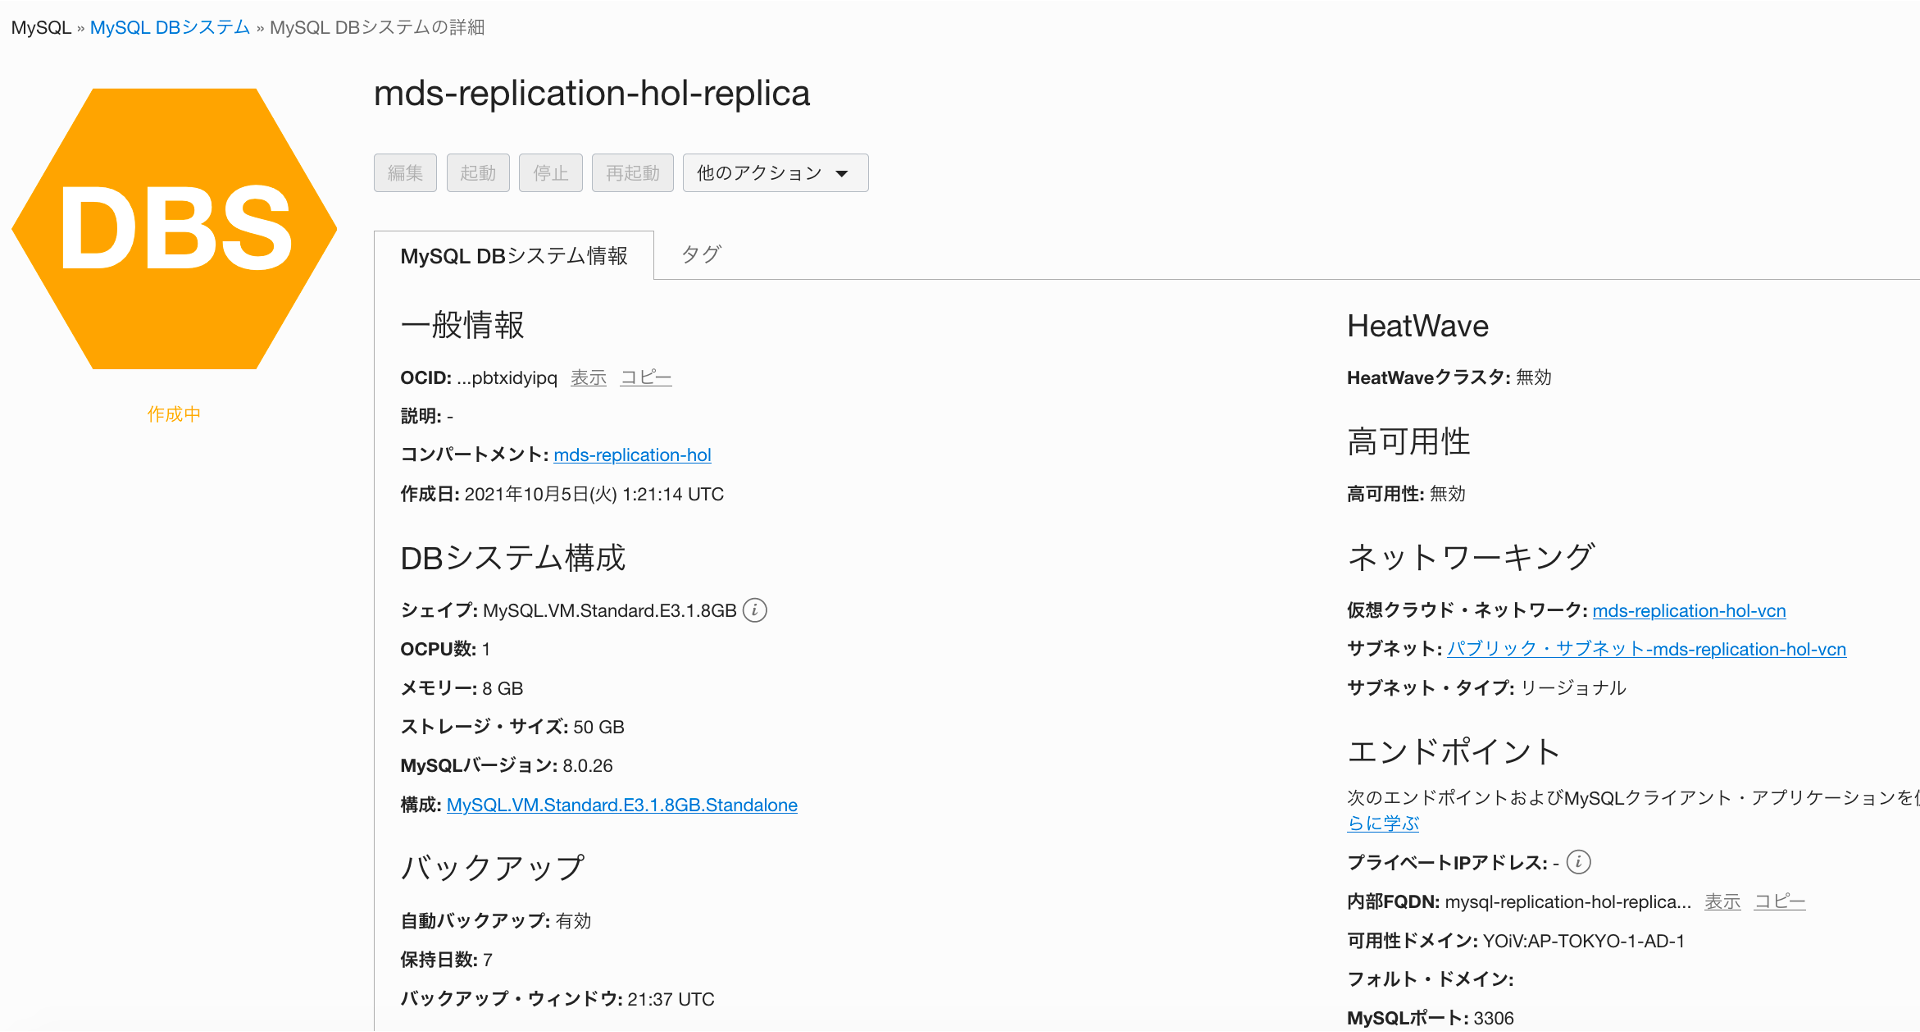 MySQL » MySQL DBシステム » MySQL DBシステムの詳細
DBS
作成中
mds-replication-hol-replica
編集 起動 停止 再起動 他のアクション
MySQL DBシステム情報 タグ
一般情報
OCID: ...pbtxidyipq 表示 コピー
説明: -
コンパートメント: mds-replication-hol
作成日: 2021年10月5日(火) 1:21:14 UTC
DBシステム構成
シェイプ: MySQL.VM.Standard.E3.1.8GB i
OCPU数: 1
メモリー: 8 GB
ストレージ・サイズ: 50 GB
MySQLバージョン: 8.0.26
構成: MySQL.VM.Standard.E3.1.8GB.Standalone
バックアップ
自動バックアップ: 有効
保持日数: 7
バックアップ・ウィンドウ: 21:37 UTC
HeatWave
HeatWaveクラスタ: 無効
高可用性
高可用性: 無効
ネットワーキング
仮想クラウド・ネットワーク: mds-replication-hol-vcn
サブネット: パブリック・サブネット-mds-replication-hol-vcn
サブネット・タイプ: リージョナル
エンドポイント
次のエンドポイントおよびMySQLクライアント・アプリケーションを
らに学ぶ
プライベートIPアドレス: - i
内部FQDN: mysql-replication-hol-replica... 表示 コピー
可用性ドメイン: YOiV:AP-TOKYO-1-AD-1
フォルト・ドメイン:
MySQLポート: 3306